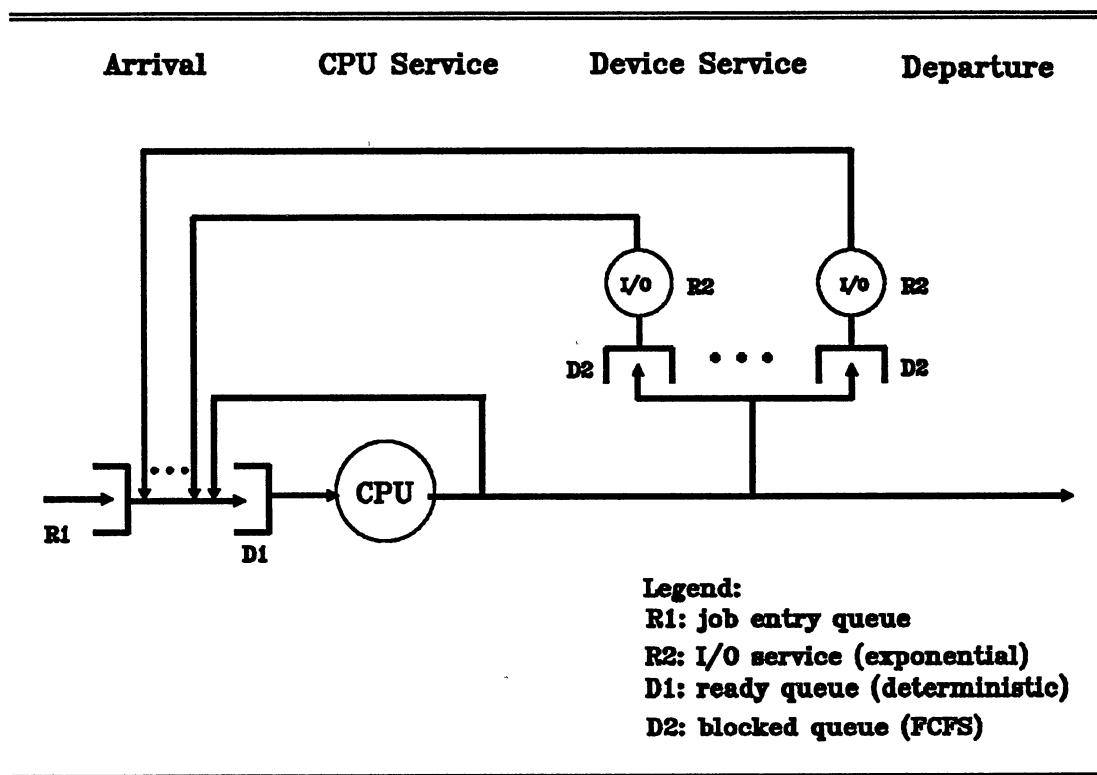 Arrival CPU Service Device Service Departure
I/O R2 I/O R2
D2 D2
CPU
R1
D1
Legend:
R1: job entry queue
R2: I/O service (exponential)
D1: ready queue (deterministic)
D2: blocked queue (FCFS)